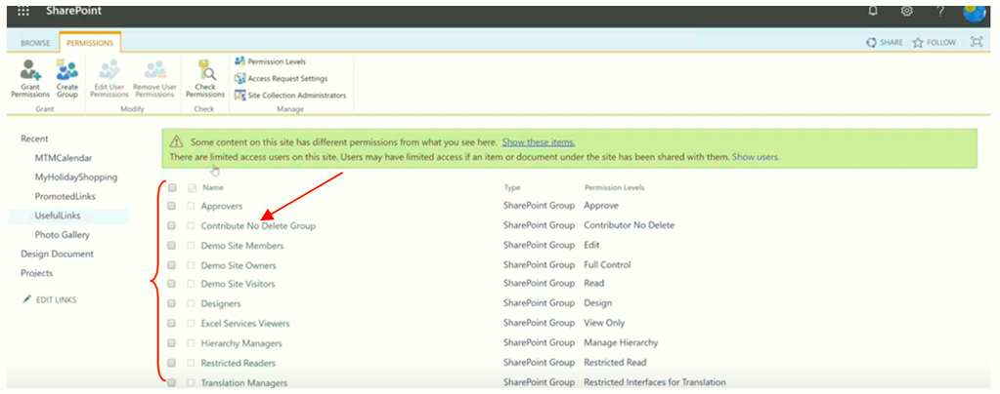 SharePoint
?
BROWSE PERMISSIONS
SHARE FOLLOW
Grant Permissions
Create Group
Edit User Permissions
Remove User Permissions
Check Permissions
Permission Levels
Access Request Settings
Site Collection Administrators
Grant Modify Check Manage
Recent
MTMCalendar
MyHolidayShopping
PromotedLinks
UsefulLinks
Photo Gallery
Design Document
Projects
EDIT LINKS
Some content on this site has different permissions from what you see here. Show these items.
There are limited access users on this site. Users may have limited access if an item or document under the site has been shared with them. Show users.
Name Type Permission Levels
Approvers SharePoint Group Approve
Contribute No Delete Group SharePoint Group Contributor No Delete
Demo Site Members SharePoint Group Edit
Demo Site Owners SharePoint Group Full Control
Demo Site Visitors SharePoint Group Read
Designers SharePoint Group Design
Excel Services Viewers SharePoint Group View Only
Hierarchy Managers SharePoint Group Manage Hierarchy
Restricted Readers SharePoint Group Restricted Read
Translation Managers SharePoint Group Restricted Interfaces for Translation